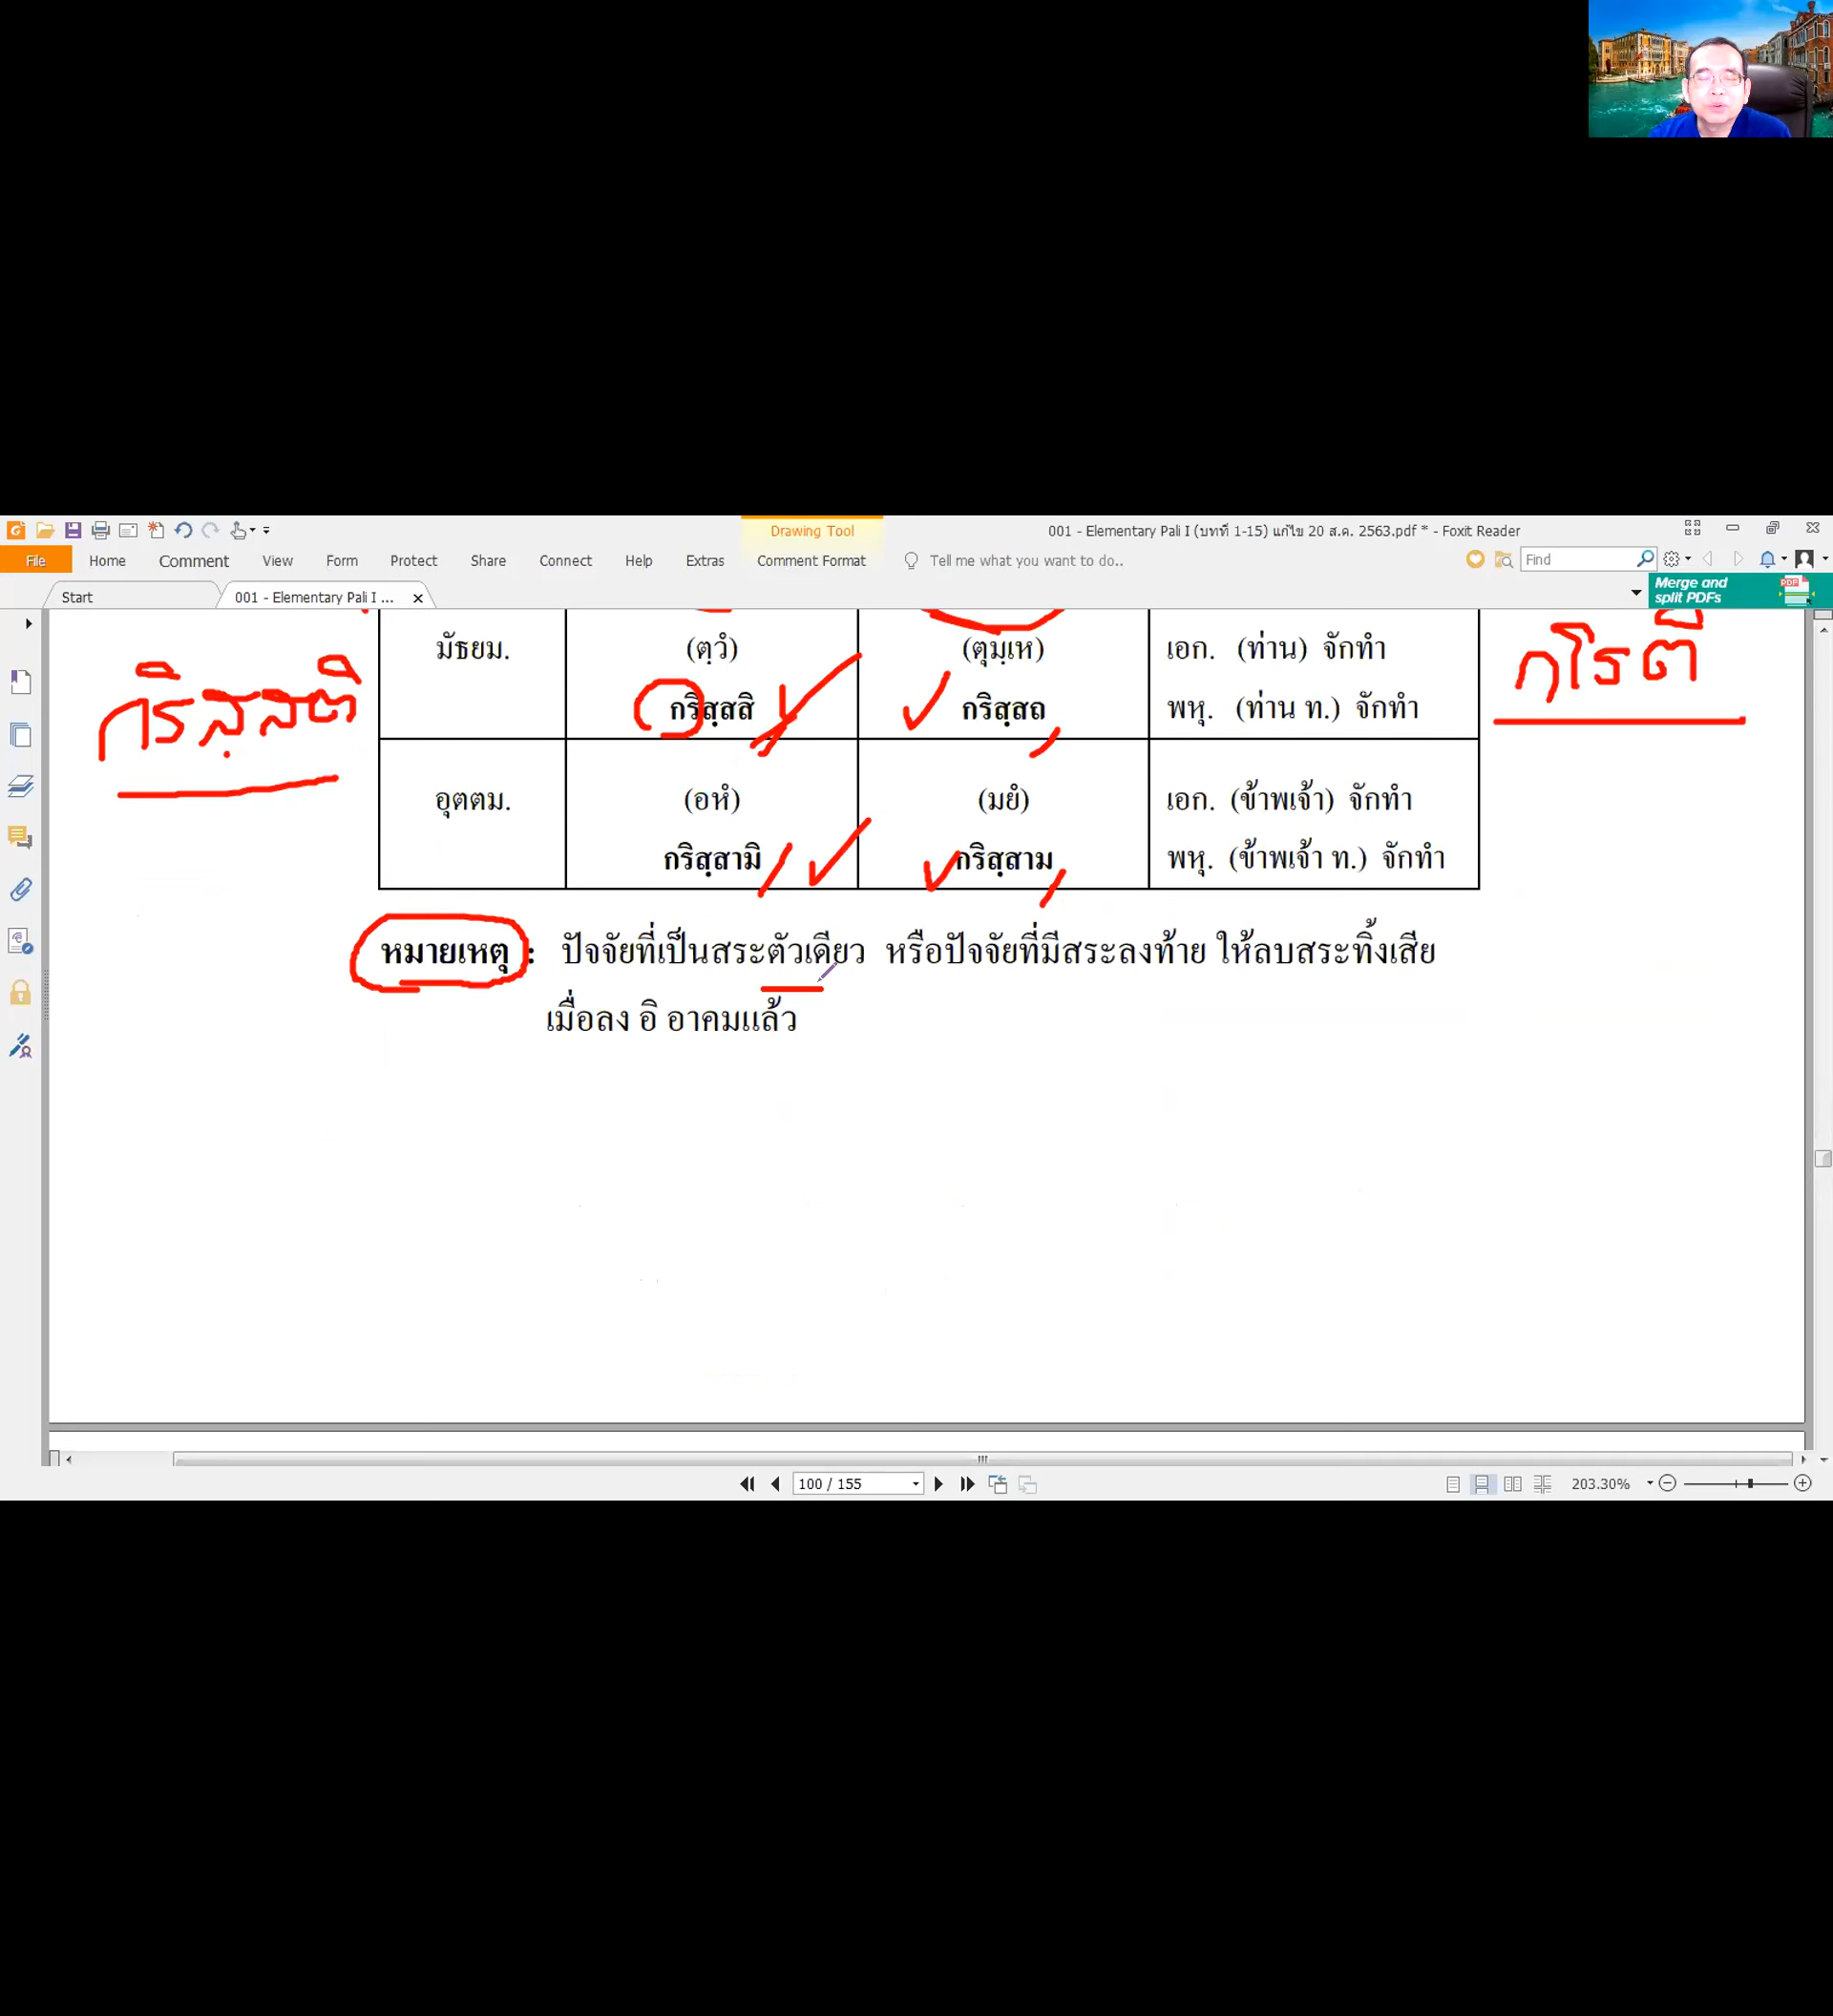 Drawing Tool
001 - Elementary Pali I (บทที่ 1-15) แก้ไข 20 ส.ค. 2563.pdf * - Foxit Reader
File Home Comment View Form Protect Share Connect Help Extras Comment Format Tell me what you want to do.. Find
Start 001 - Elementary Pali I ... Merge and
split PDFs
มัธยม. (ตฺวํ) (ตุมฺเห) เอก. (ท่าน) จักทำ
กริสฺสสิ กริสฺสถ พหุ. (ท่าน ท.) จักทำ
กริสฺสติ
กโรติ
อุตตม. (อหํ) (มยํ) เอก. (ข้าพเจ้า) จักทำ
กริสฺสามิ กริสฺสาม พหุ. (ข้าพเจ้า ท.) จักทำ
หมายเหตุ : ปัจจัยที่เป็นสระตัวเดียว หรือปัจจัยที่มีสระลงท้าย ให้ลบสระทิ้งเสีย
เมื่อลง อิ อาคมแล้ว
100 / 155 203.30%